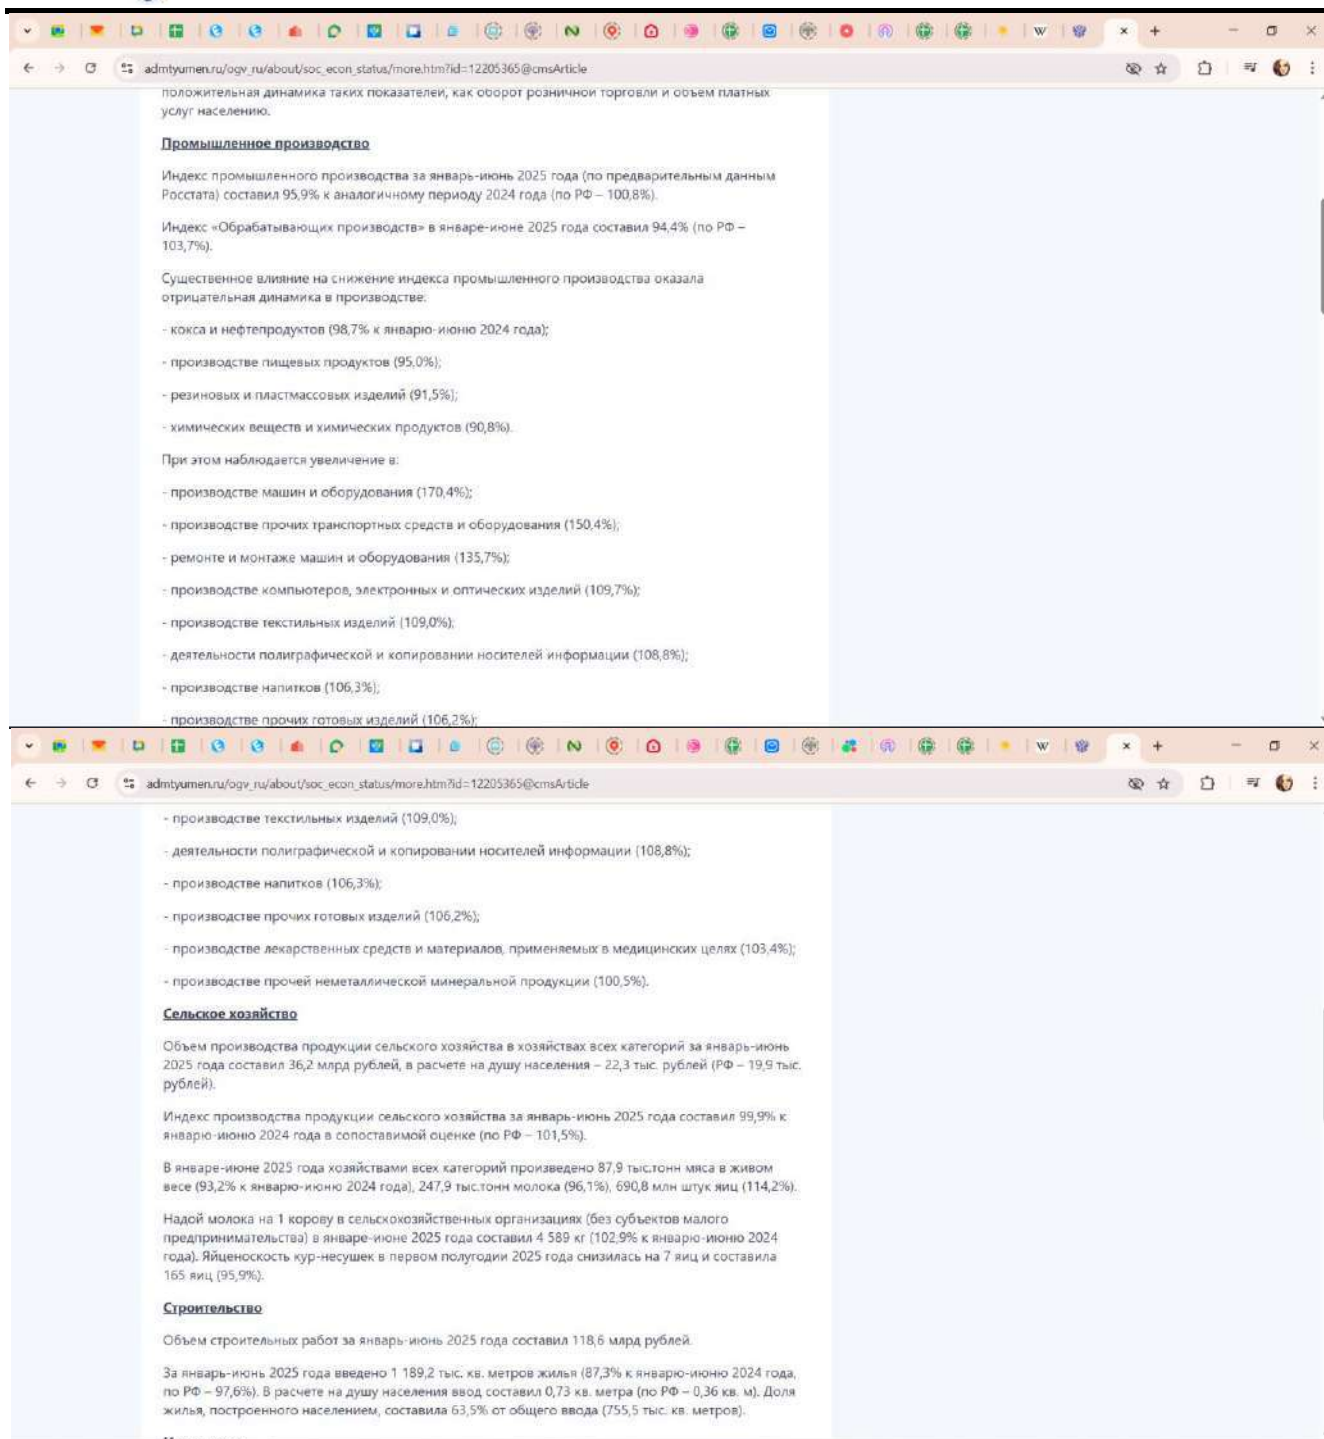 admtyumen.ru/ogv_ru/about/soc_econ_status/more.htm?id=12205365@cmsArticle
положительная динамика таких показателей, как оборот розничной торговли и объем платных
услуг населению.
Промышленное производство
Индекс промышленного производства за январь-июнь 2025 года (по предварительным данным
Росстата) составил 95,9% к аналогичному периоду 2024 года (по РФ – 100,8%).
Индекс «Обрабатывающих производств» в январе-июне 2025 года составил 94,4% (по РФ –
103,7%).
Существенное влияние на снижение индекса промышленного производства оказала
отрицательная динамика в производстве:
- кокса и нефтепродуктов (98,7% к январю-июню 2024 года);
- производстве пищевых продуктов (95,0%);
- резиновых и пластмассовых изделий (91,5%);
- химических веществ и химических продуктов (90,8%).
При этом наблюдается увеличение в:
- производстве машин и оборудования (170,4%);
- производстве прочих транспортных средств и оборудования (150,4%);
- ремонте и монтаже машин и оборудования (135,7%);
- производстве компьютеров, электронных и оптических изделий (109,7%);
- производстве текстильных изделий (109,0%);
- деятельности полиграфической и копировании носителей информации (108,8%);
- производстве напитков (106,3%);
- производстве прочих готовых изделий (106,2%);
admtyumen.ru/ogv_ru/about/soc_econ_status/more.htm?id=12205365@cmsArticle
- производстве текстильных изделий (109,0%);
- деятельности полиграфической и копировании носителей информации (108,8%);
- производстве напитков (106,3%);
- производстве прочих готовых изделий (106,2%);
- производстве лекарственных средств и материалов, применяемых в медицинских целях (103,4%);
- производстве прочей неметаллической минеральной продукции (100,5%).
Сельское хозяйство
Объем производства продукции сельского хозяйства в хозяйствах всех категорий за январь-июнь
2025 года составил 36,2 млрд рублей, в расчете на душу населения – 22,3 тыс. рублей (РФ – 19,9 тыс.
рублей).
Индекс производства продукции сельского хозяйства за январь-июнь 2025 года составил 99,9% к
январю-июню 2024 года в сопоставимой оценке (по РФ – 101,5%).
В январе-июне 2025 года хозяйствами всех категорий произведено 87,9 тыс.тонн мяса в живом
весе (93,2% к январю-июню 2024 года), 247,9 тыс.тонн молока (96,1%), 690,8 млн штук яиц (114,2%).
Надой молока на 1 корову в сельскохозяйственных организациях (без субъектов малого
предпринимательства) в январе-июне 2025 года составил 4 589 кг (102,9% к январю-июню 2024
года). Яйценоскость кур-несушек в первом полугодии 2025 года снизилась на 7 яиц и составила
165 яиц (95,9%).
Строительство
Объем строительных работ за январь-июнь 2025 года составил 118,6 млрд рублей.
За январь-июнь 2025 года введено 1 189,2 тыс. кв. метров жилья (87,3% к январю-июню 2024 года,
по РФ – 97,6%). В расчете на душу населения ввод составил 0,73 кв. метра (по РФ – 0,36 кв. м). Доля
жилья, построенного населением, составила 63,5% от общего ввода (755,5 тыс. кв. метров).